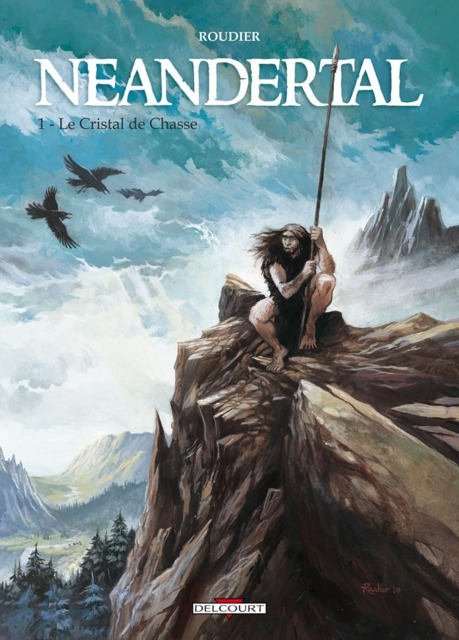 ROUDIER
NEANDERTAL
1 - Le Cristal de Chasse
DELCOURT